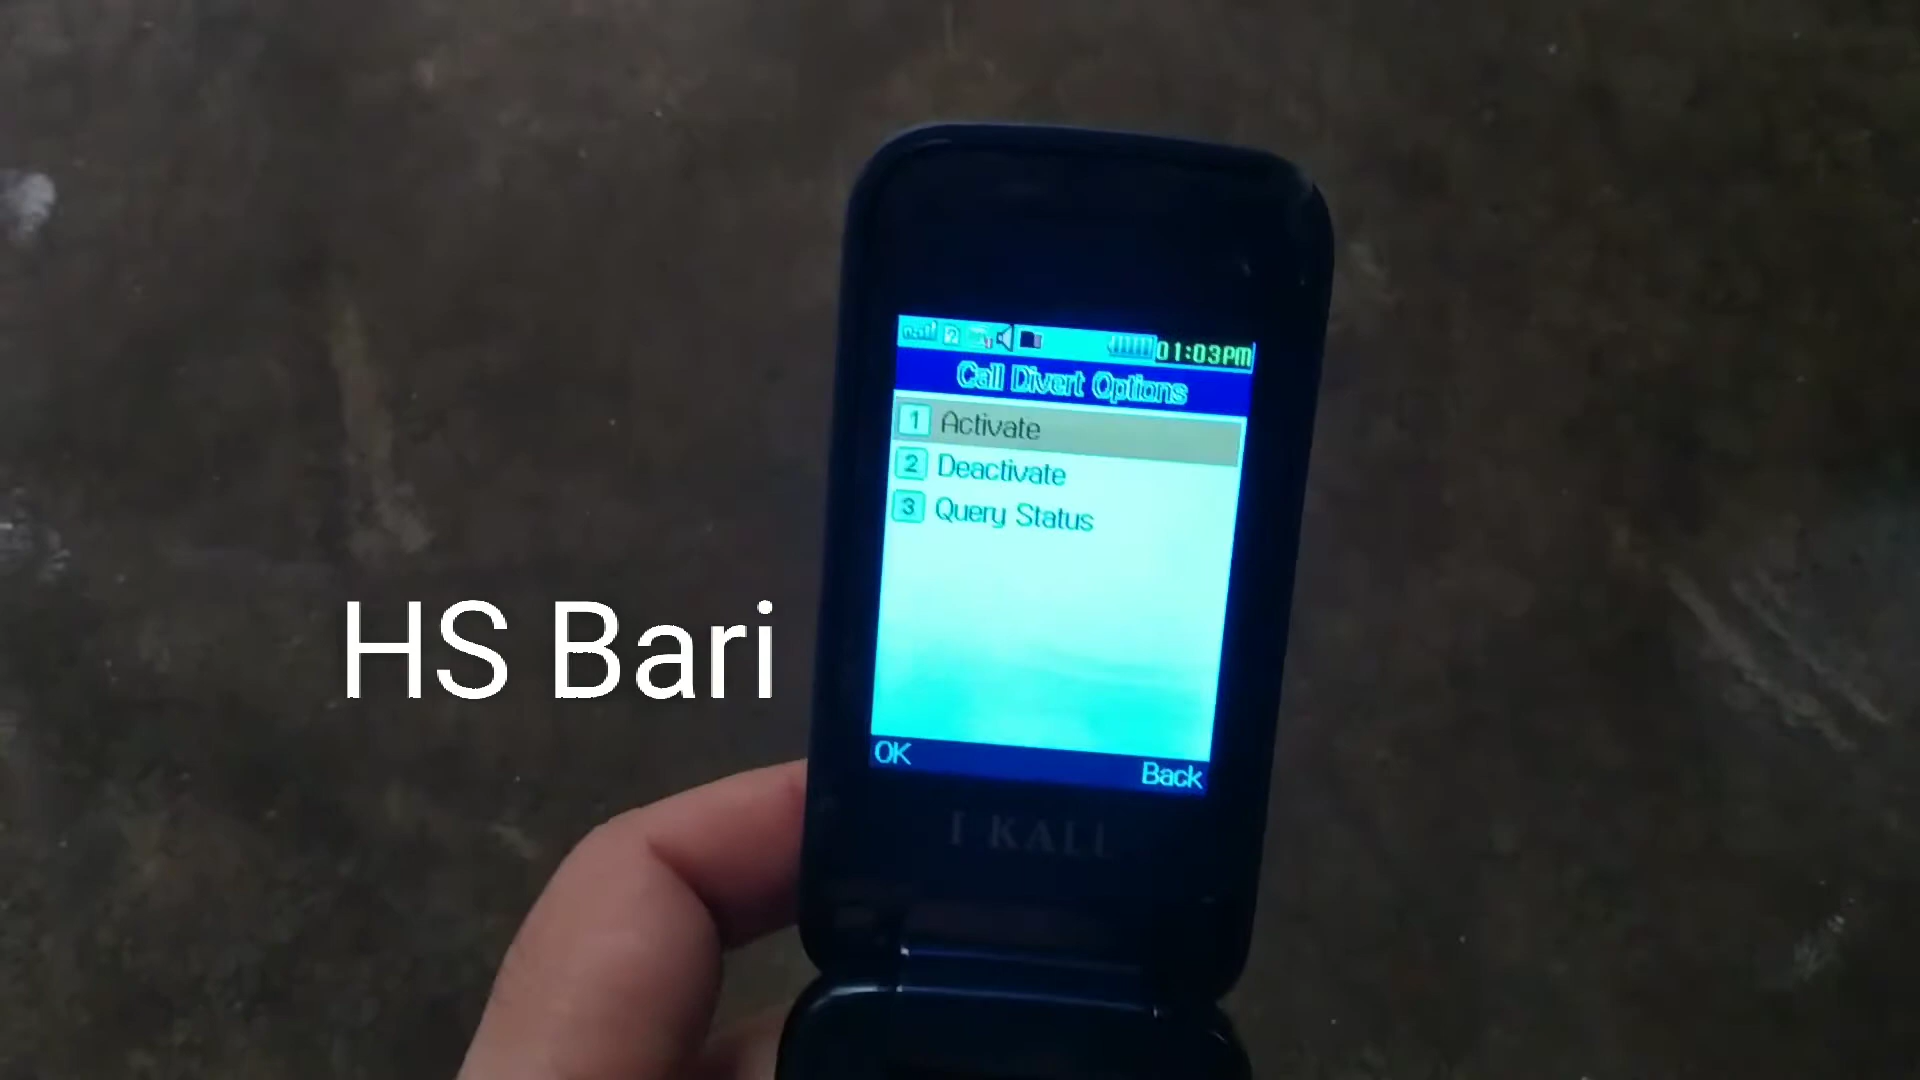 01:03PM
Call Divert Options
1 Activate
2 Deactivate
3 Query Status
HS Bari
OK
Back
I KALL